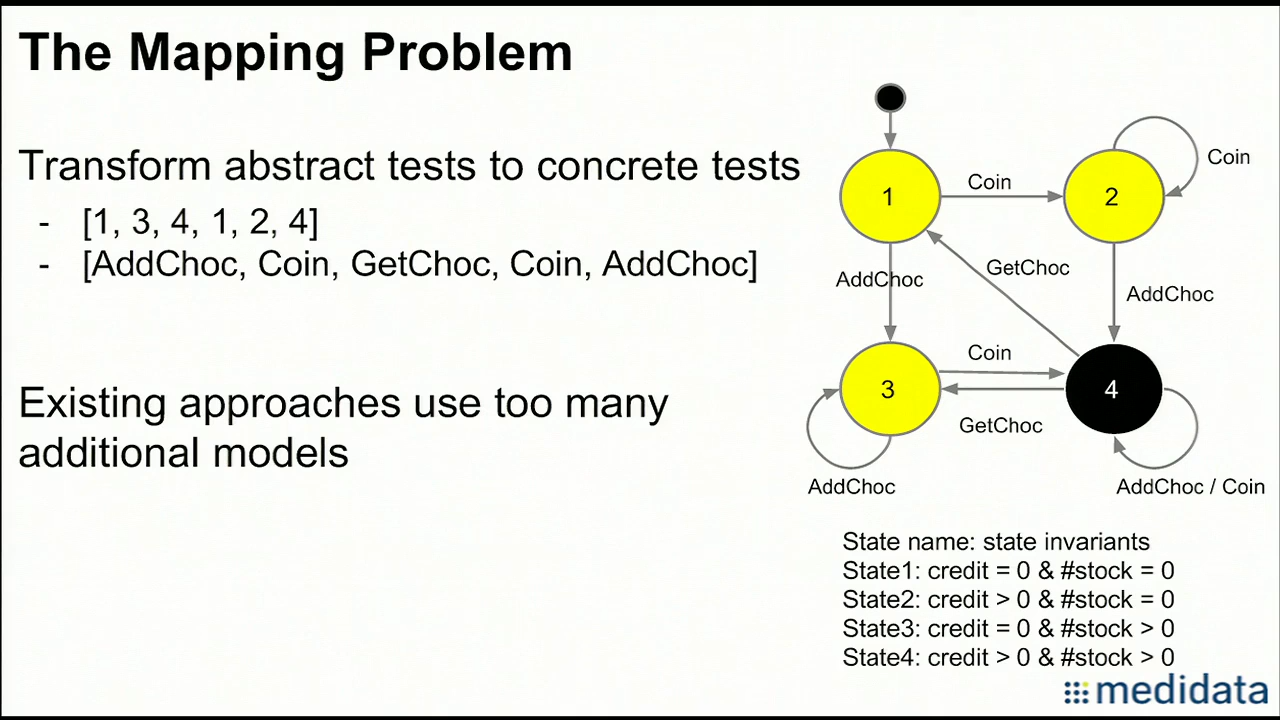 The Mapping Problem
Transform abstract tests to concrete tests
- [1, 3, 4, 1, 2, 4]
- [AddChoc, Coin, GetChoc, Coin, AddChoc]
Existing approaches use too many
additional models
1
Coin
2
Coin
AddChoc
GetChoc
AddChoc
3
Coin
4
GetChoc
AddChoc
AddChoc / Coin
State name: state invariants
State1: credit = 0 & #stock = 0
State2: credit > 0 & #stock = 0
State3: credit = 0 & #stock > 0
State4: credit > 0 & #stock > 0
medidata